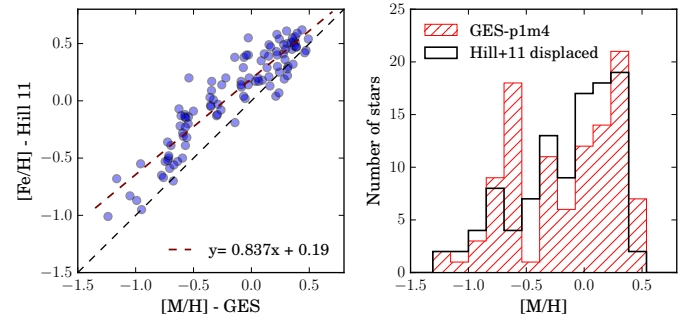 [Fe/H] - Hill 11
0.5
0.0
−0.5
−1.0
−1.5
y= 0.837x + 0.19
−1.5 −1.0 −0.5 0.0 0.5
[M/H] - GES
Number of stars
25
20
15
10
5
0
GES-p1m4
Hill+11 displaced
−1.5 −1.0 −0.5 0.0 0.5
[M/H]